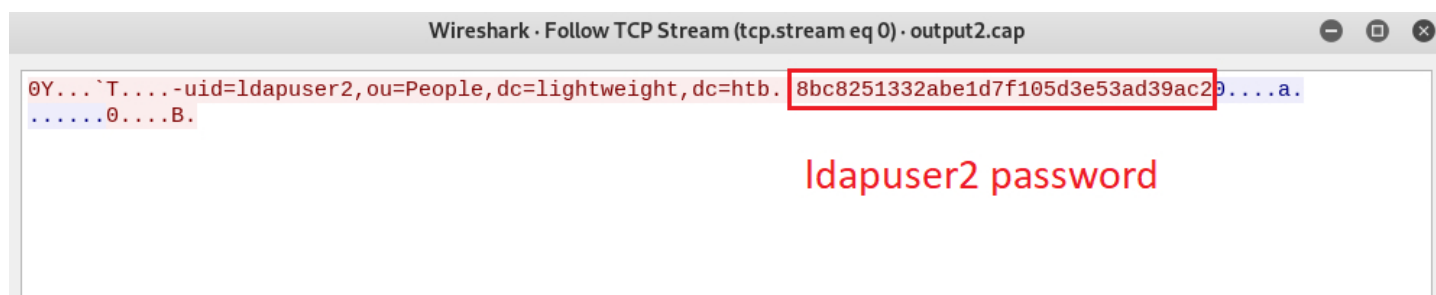 Wireshark · Follow TCP Stream (tcp.stream eq 0) · output2.cap
0Y...`T....-uid=ldapuser2,ou=People,dc=lightweight,dc=htb. 8bc8251332abe1d7f105d3e53ad39ac20....a.
......0....B.
ldapuser2 password